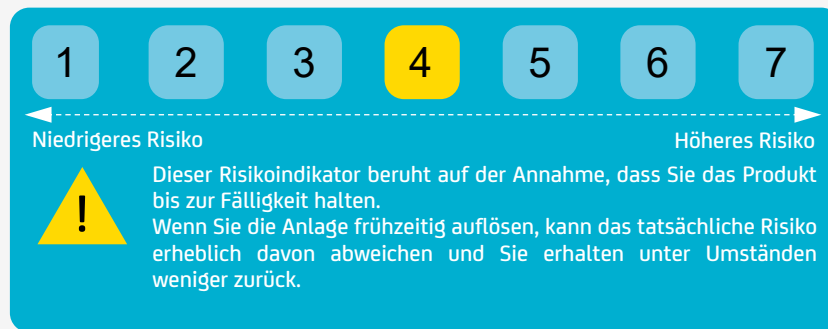 1 2 3 4 5 6 7
Niedrigeres Risiko Höheres Risiko
Dieser Risikoindikator beruht auf der Annahme, dass Sie das Produkt
bis zur Fälligkeit halten.
Wenn Sie die Anlage frühzeitig auflösen, kann das tatsächliche Risiko
! erheblich davon abweichen und Sie erhalten unter Umständen
weniger zurück.